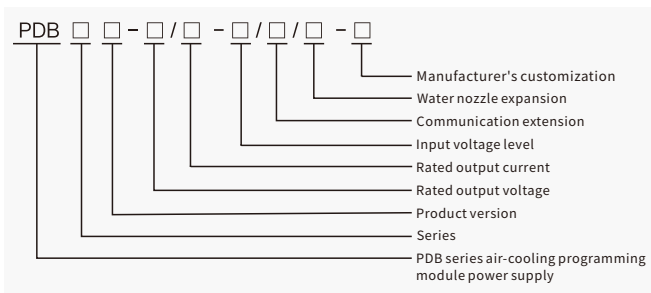 PDB □ □ - □ / □ - □ / □ / □ - □
Manufacturer's customization
Water nozzle expansion
Communication extension
Input voltage level
Rated output current
Rated output voltage
Product version
Series
PDB series air-cooling programming
module power supply